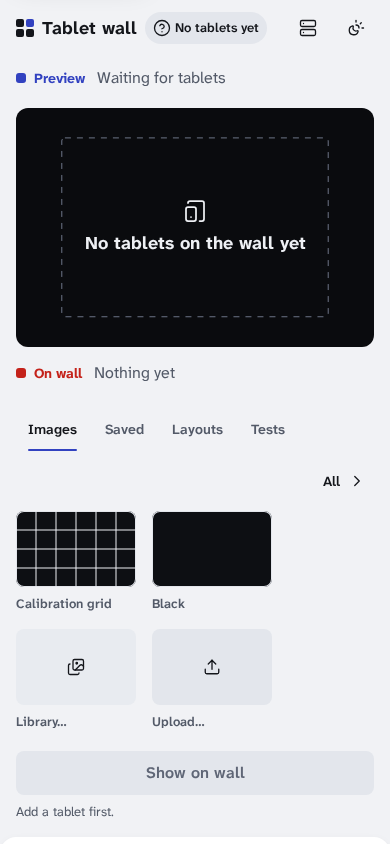 Tablet wall
No tablets yet
Preview Waiting for tablets
No tablets on the wall yet
On wall Nothing yet
Images Saved Layouts Tests
All
Calibration grid Black
Library... Upload...
Show on wall
Add a tablet first.